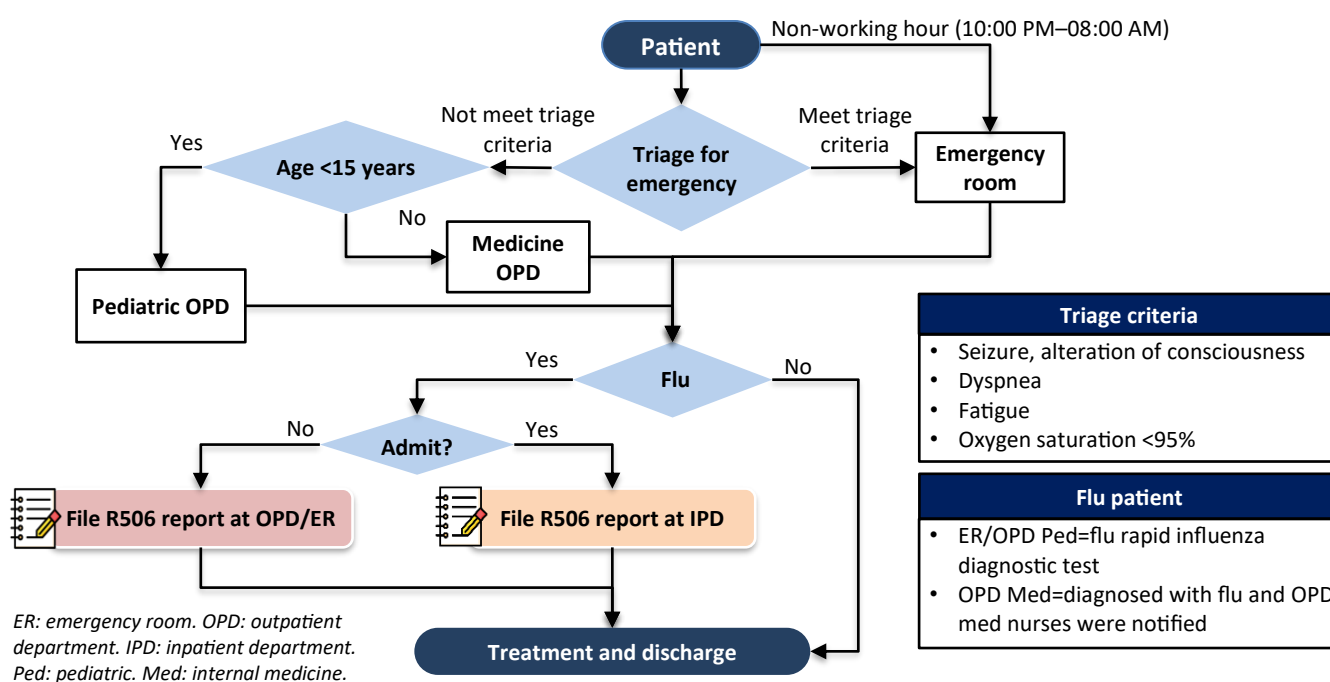 Non-working hour (10:00 PM–08:00 AM)
Patient
Not meet triage
criteria
Meet triage
criteria
Yes
Age <15 years
Triage for
emergency
Emergency
room
No
Medicine
OPD
Pediatric OPD
Triage criteria
• Seizure, alteration of consciousness
• Dyspnea
• Fatigue
• Oxygen saturation <95%
Yes
Flu
No
No
Admit?
Yes
File R506 report at OPD/ER
File R506 report at IPD
Flu patient
• ER/OPD Ped=flu rapid influenza
diagnostic test
• OPD Med=diagnosed with flu and OPD
med nurses were notified
ER: emergency room. OPD: outpatient
department. IPD: inpatient department.
Ped: pediatric. Med: internal medicine.
Treatment and discharge